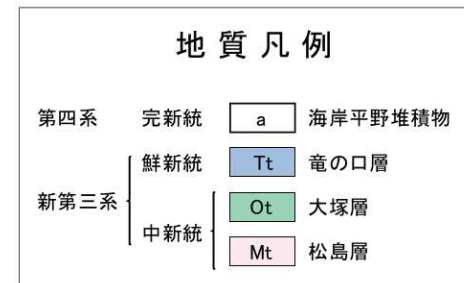 地質凡例
第四系 完新統 a 海岸平野堆積物
鮮新統 Tt 竜の口層
新第三系
Ot 大塚層
中新統
Mt 松島層